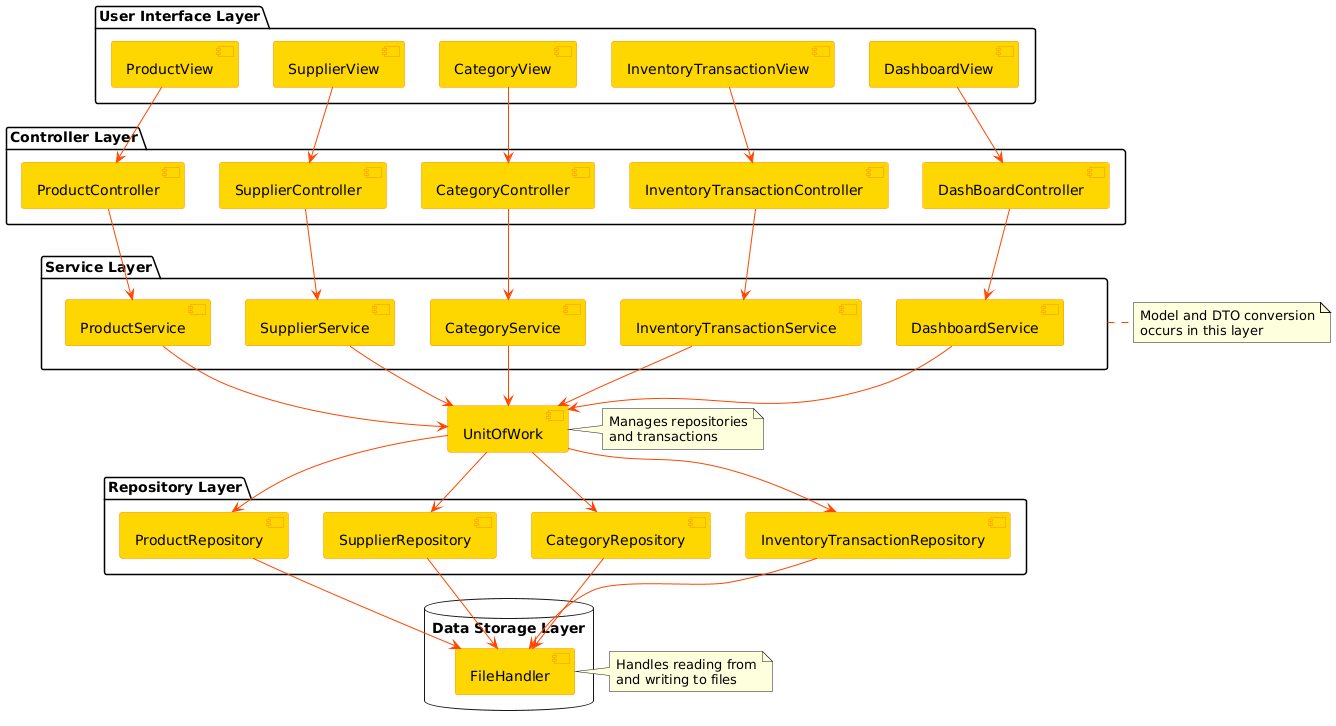 User Interface Layer
ProductView
SupplierView
CategoryView
InventoryTransactionView
DashboardView
Controller Layer
ProductController
SupplierController
CategoryController
InventoryTransactionController
DashBoardController
Service Layer
ProductService
SupplierService
CategoryService
InventoryTransactionService
DashboardService
Model and DTO conversion
occurs in this layer
UnitOfWork
Manages repositories
and transactions
Repository Layer
ProductRepository
SupplierRepository
CategoryRepository
InventoryTransactionRepository
Data Storage Layer
FileHandler
Handles reading from
and writing to files